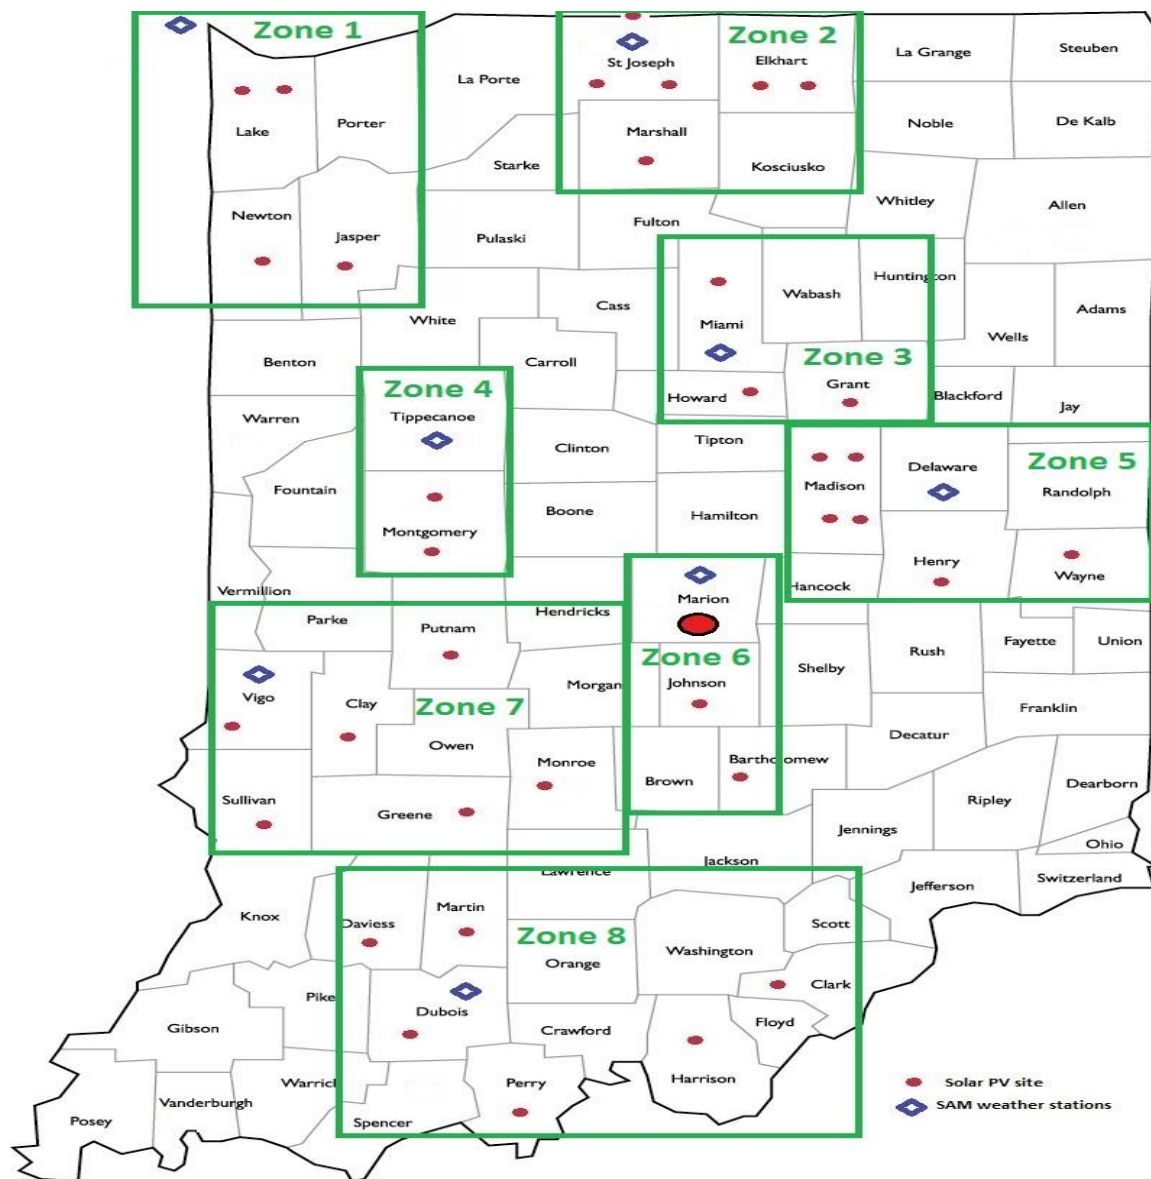 Zone 1
Zone 2
La Grange
Steuben
St Joseph
Elkhart
La Porte
Lake
Porter
Marshall
Noble
De Kalb
Starke
Kosciusko
Whitley
Allen
Newton
Jasper
Pulaski
Fulton
Huntington
Wabash
Cass
Miami
White
Adams
Wells
Benton
Carroll
Zone 3
Grant
Zone 4
Tippecanoe
Howard
Blackford
Jay
Warren
Clinton
Tipton
Delaware
Zone 5
Fountain
Madison
Randolph
Boone
Hamilton
Montgomery
Henry
Wayne
Vermillion
Hancock
Marion
Hendricks
Parke
Putnam
Zone 6
Rush
Fayette
Union
Shelby
Johnson
Morgan
Vigo
Clay
Zone 7
Franklin
Owen
Decatur
Monroe
Brown
Bartholomew
Dearborn
Sullivan
Greene
Ripley
Jennings
Ohio
Jackson
Lawrence
Switzerland
Jefferson
Knox
Daviess
Martin
Scott
Zone 8
Washington
Orange
Clark
Pike
Dubois
Floyd
Gibson
Crawford
Harrison
Warrick
Perry
Solar PV site
Vanderburgh
SAM weather stations
Posey
Spencer